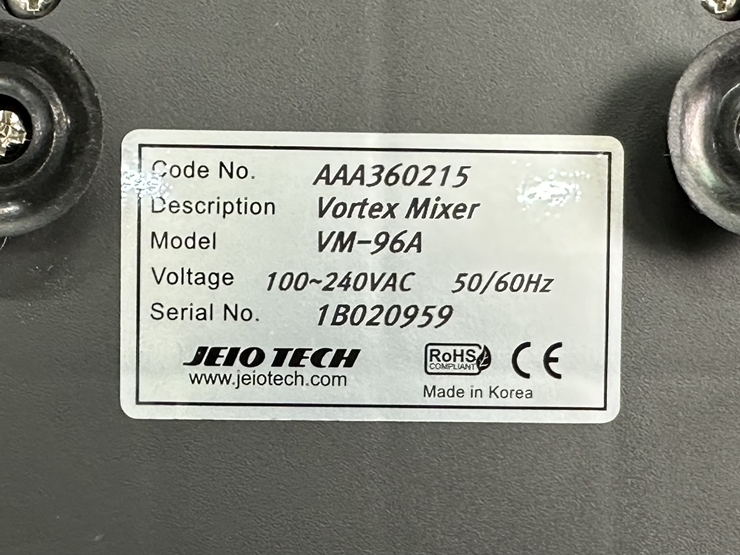 Code No. AAA360215
Description Vortex Mixer
Model VM-96A
Voltage 100~240VAC 50/60Hz
Serial No. 1B020959
JEIO TECH
www.jeiotech.com
RoHS
COMPLIANT
CE
Made in Korea